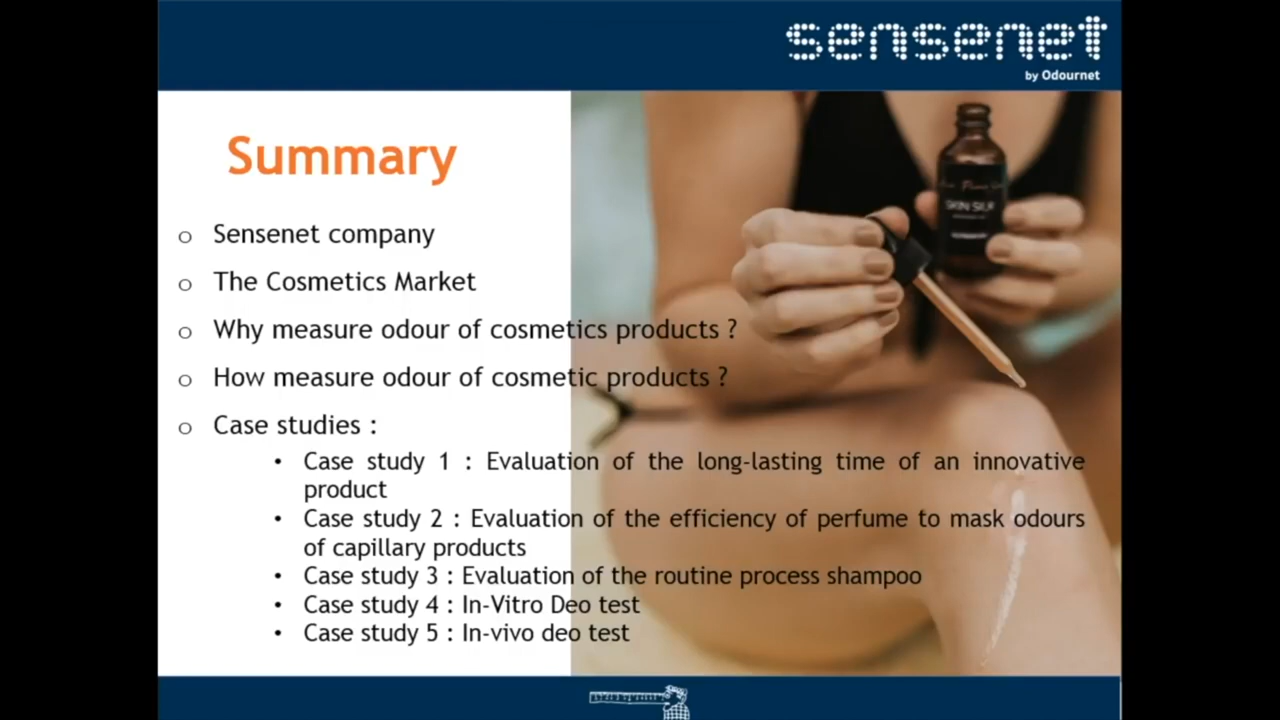 sensenet
by Odournet
Summary
o Sensenet company
o The Cosmetics Market
o Why measure odour of cosmetics products ?
o How measure odour of cosmetic products ?
o Case studies :
• Case study 1 : Evaluation of the long-lasting time of an innovative
product
• Case study 2 : Evaluation of the efficiency of perfume to mask odours
of capillary products
• Case study 3 : Evaluation of the routine process shampoo
• Case study 4 : In-Vitro Deo test
• Case study 5 : In-vivo deo test
SKIN SILK